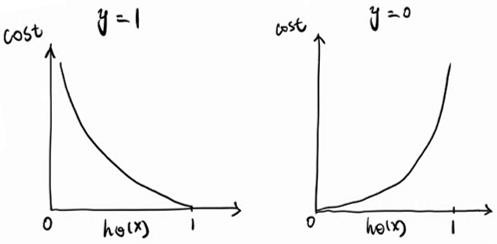 y=1
cost
0
hθ(x)
1
y=0
cost
0
hθ(x)
1